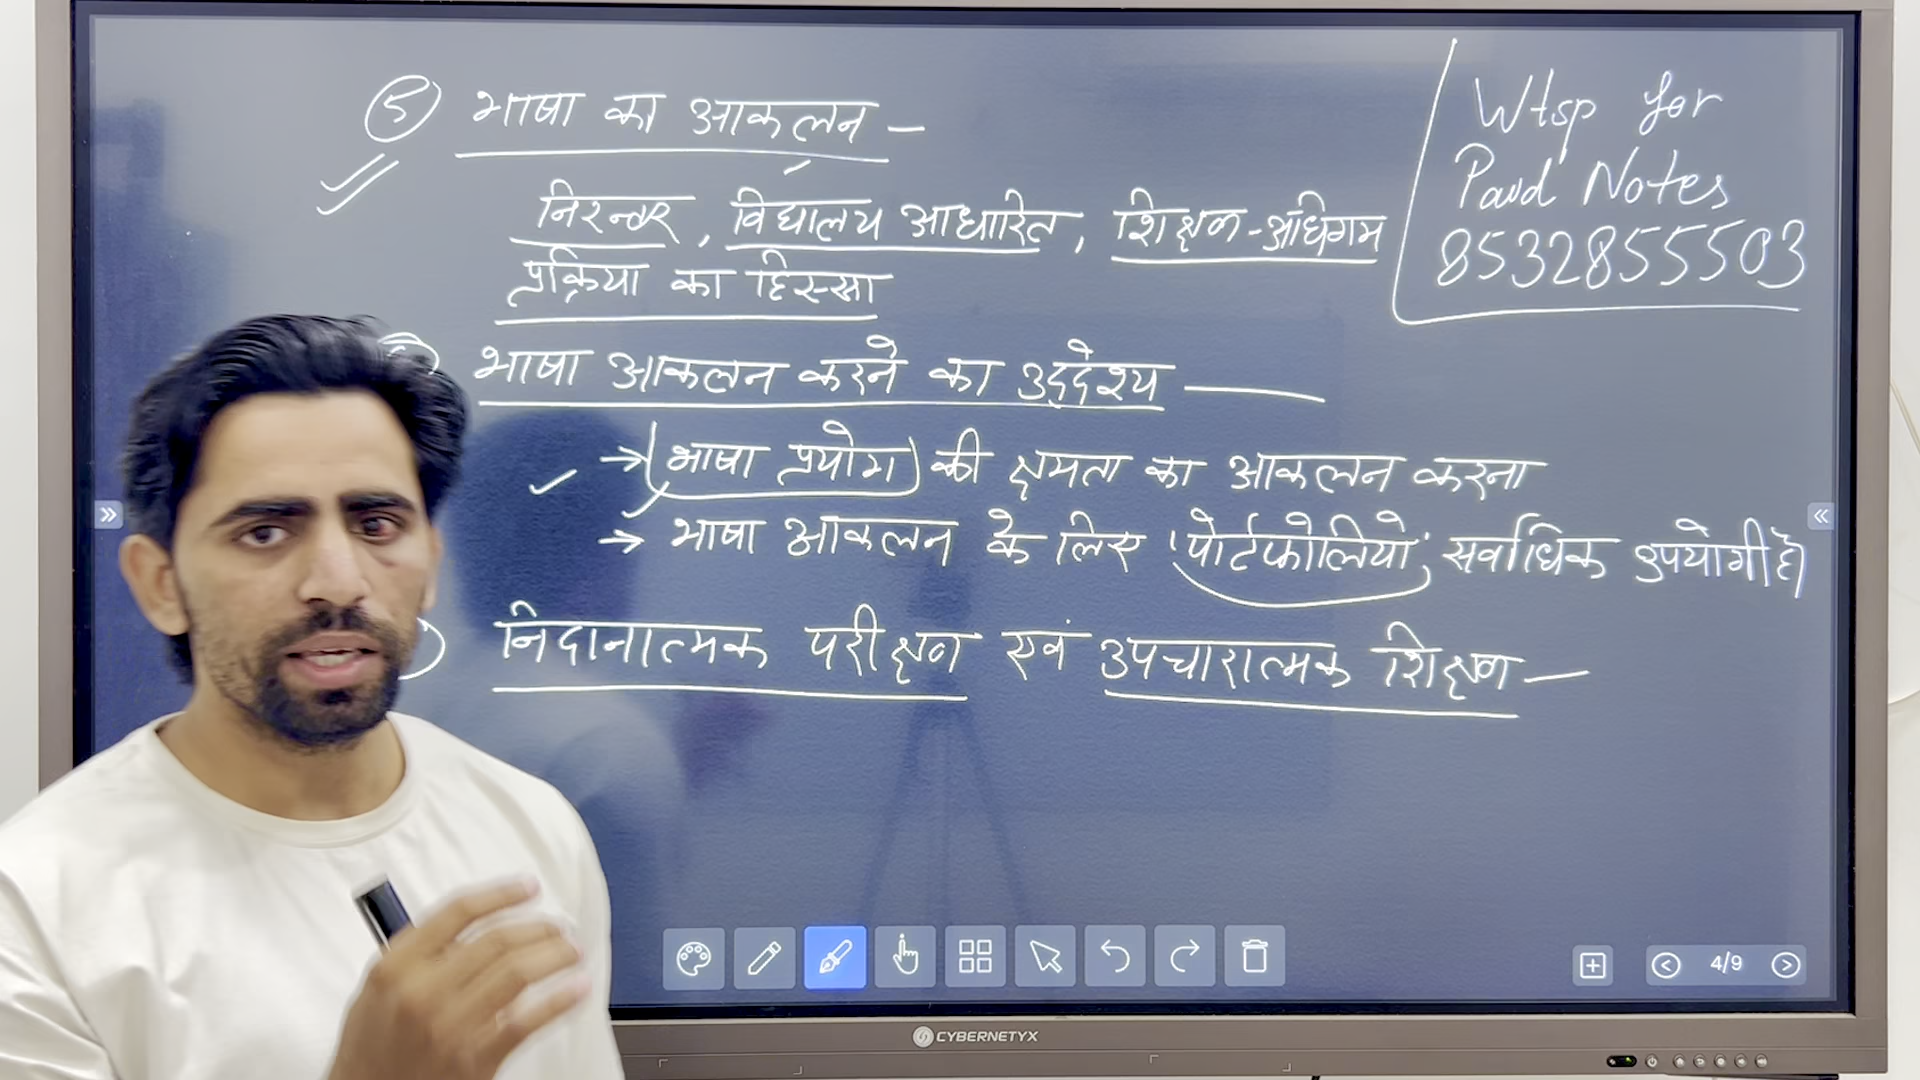 ⑤ भाषा का आकलन –
निरन्तर, विद्यालय आधारित, शिक्षण-अधिगम
प्रक्रिया का हिस्सा
भाषा आकलन करने का उद्देश्य —
→ (भाषा प्रयोग) की क्षमता का आकलन करना
→ भाषा आकलन के लिए 'पोर्टफोलियो' सर्वाधिक उपयोगी है।
निदानात्मक परीक्षण एवं उपचारात्मक शिक्षण –
Wtsp for
Paid Notes
8532855503
4/9
CYBERNETYX